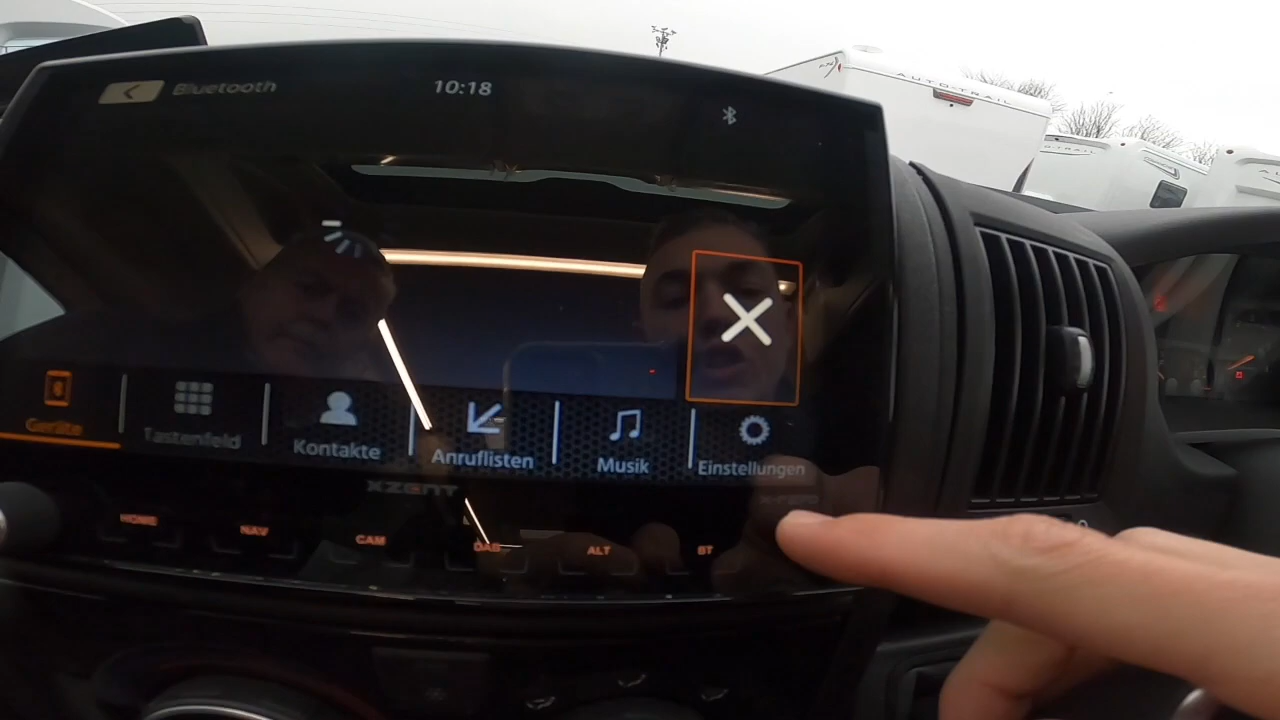 Bluetooth
10:18
AUTO-TRAIL
Geräte
Tastenfeld
Kontakte
Anruflisten
Musik
Einstellungen
XZENT
HOME
NAV
CAM
DAB
ALT
BT